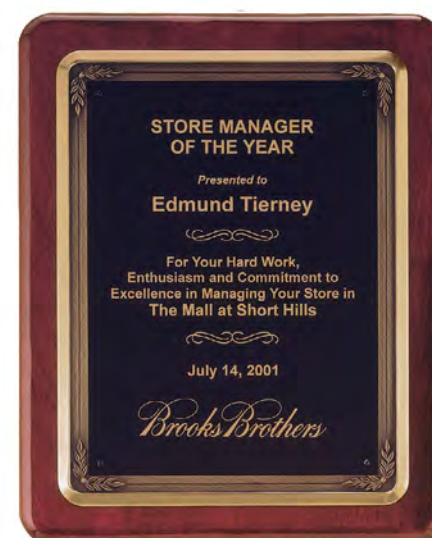 STORE MANAGER
OF THE YEAR
Presented to
Edmund Tierney
For Your Hard Work,
Enthusiasm and Commitment to
Excellence in Managing Your Store in
The Mall at Short Hills
July 14, 2001
Brooks Brothers